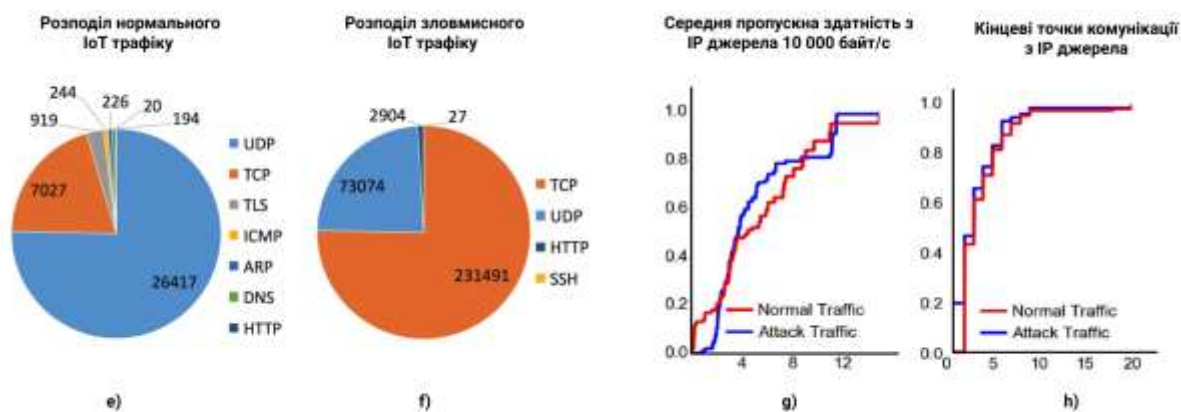 Розподіл нормального
IoT трафіку
244
226
20
919
194
7027
26417
UDP
TCP
TLS
ICMP
ARP
DNS
HTTP
e)
Розподіл зловмисного
IoT трафіку
2904
27
73074
231491
TCP
UDP
HTTP
SSH
f)
Середня пропускна здатність з
IP джерела 10 000 байт/с
1.0
0.8
0.6
0.4
0.2
0.0
Normal Traffic
Attack Traffic
4
8
12
g)
Кінцеві точки комунікації
з IP джерела
1.0
0.8
0.6
0.4
0.2
0.0
Normal Traffic
Attack Traffic
0
5
10
15
20
h)